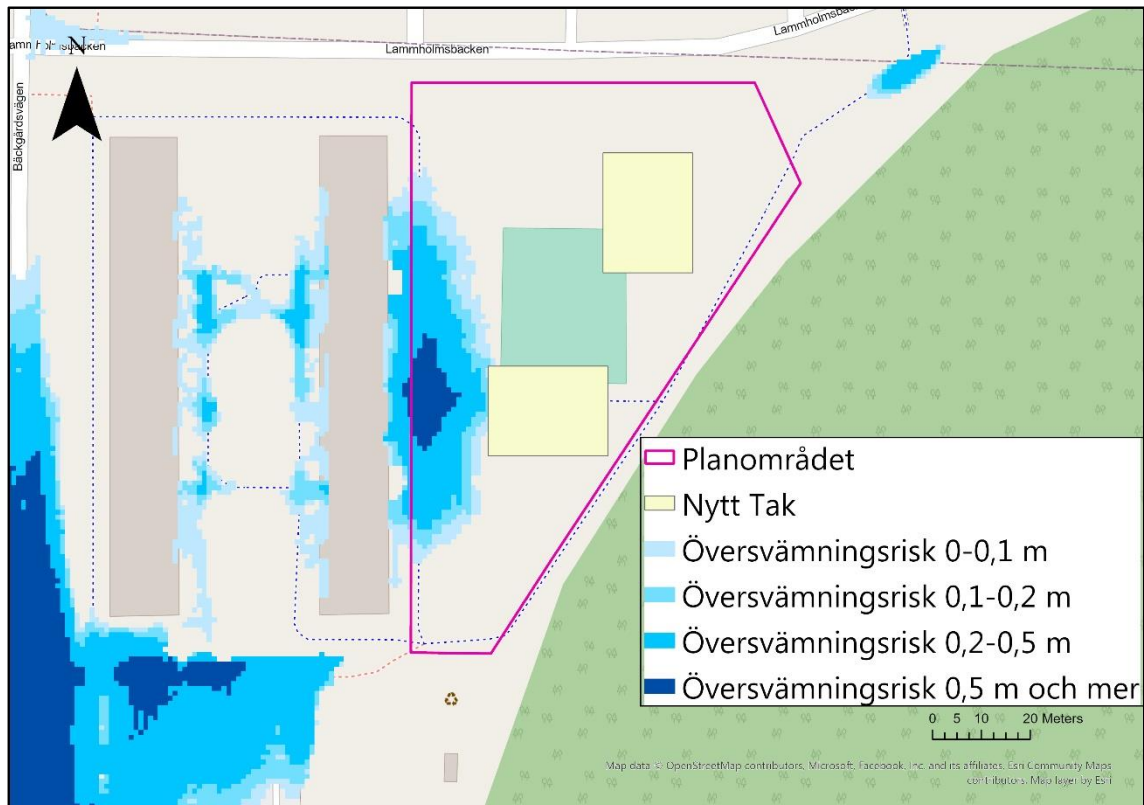 Lammholmsbacken
Lammholmsbacken
N
Lammholmsbacken
Bäckgårdsvägen
Planområdet
Nytt Tak
Översvämningsrisk 0-0,1 m
Översvämningsrisk 0,1-0,2 m
Översvämningsrisk 0,2-0,5 m
Översvämningsrisk 0,5 m och mer
0 5 10 20 Meters
Map data © OpenStreetMap contributors, Microsoft, Facebook, Inc. and its affiliates, Esri Community Maps
contributors, Map layer by Esri